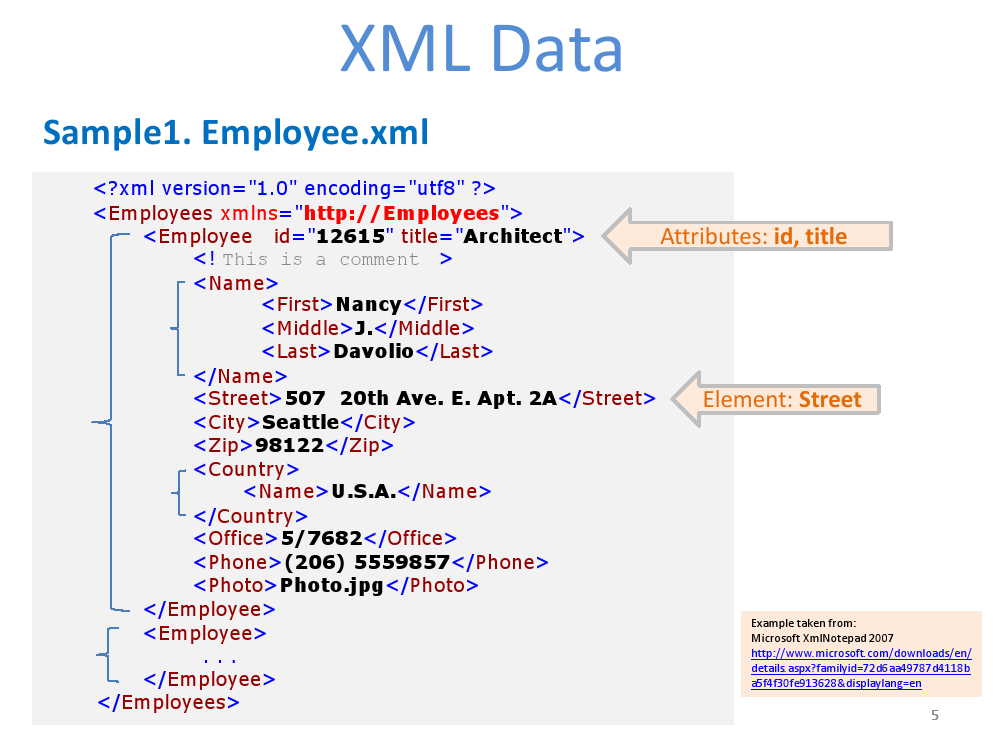 XML Data
Sample1. Employee.xml
<?xml version="1.0" encoding="utf8" ?>
<Employees xmlns="http://Employees">
<Employee id="12615" title="Architect">
Attributes: id, title
<! This is a comment >
<Name>
<First>Nancy</First>
<Middle>J.</Middle>
<Last>Davolio</Last>
</Name>
<Street>507 20th Ave. E. Apt. 2A</Street>
Element: Street
<City>Seattle</City>
<Zip>98122</Zip>
<Country>
<Name>U.S.A.</Name>
</Country>
<Office>5/7682</Office>
<Phone>(206) 5559857</Phone>
<Photo>Photo.jpg</Photo>
</Employee>
<Employee>
. . .
</Employee>
</Employees>
Example taken from:
Microsoft XmlNotepad 2007
http://www.microsoft.com/downloads/en/
details.aspx?familyid=72d6aa49787d4118b
a5f4f30fe913628&displaylang=en
5